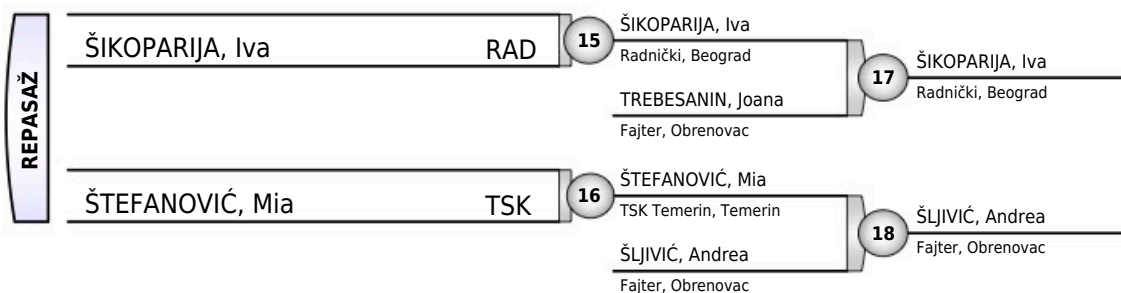 REPASAŽ
ŠIKOPARIJA, Iva RAD
15
ŠIKOPARIJA, Iva
Radnički, Beograd
TREBESANIN, Joana
Fajter, Obrenovac
17
ŠIKOPARIJA, Iva
Radnički, Beograd
ŠTEFANOVIĆ, Mia TSK
16
ŠTEFANOVIĆ, Mia
TSK Temerin, Temerin
ŠLJIVIĆ, Andrea
Fajter, Obrenovac
18
ŠLJIVIĆ, Andrea
Fajter, Obrenovac